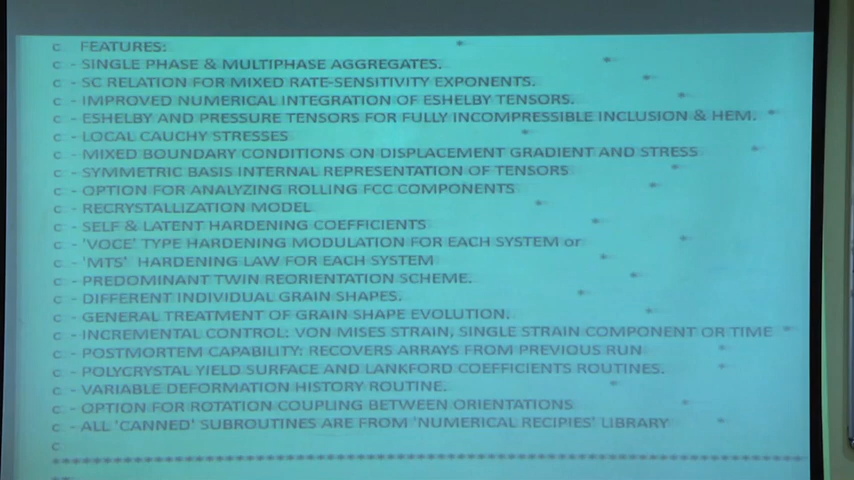 c FEATURES: *
c - SINGLE PHASE & MULTIPHASE AGGREGATES. *
c - SC RELATION FOR MIXED RATE-SENSITIVITY EXPONENTS. *
c - IMPROVED NUMERICAL INTEGRATION OF ESHELBY TENSORS. *
c - ESHELBY AND PRESSURE TENSORS FOR FULLY INCOMPRESSIBLE INCLUSION & HEM. *
c - LOCAL CAUCHY STRESSES *
c - MIXED BOUNDARY CONDITIONS ON DISPLACEMENT GRADIENT AND STRESS *
c - SYMMETRIC BASIS INTERNAL REPRESENTATION OF TENSORS *
c - OPTION FOR ANALYZING ROLLING FCC COMPONENTS *
c - RECRYSTALLIZATION MODEL *
c - SELF & LATENT HARDENING COEFFICIENTS *
c - 'VOCE' TYPE HARDENING MODULATION FOR EACH SYSTEM or *
c - 'MTS' HARDENING LAW FOR EACH SYSTEM *
c - PREDOMINANT TWIN REORIENTATION SCHEME. *
c - DIFFERENT INDIVIDUAL GRAIN SHAPES. *
c - GENERAL TREATMENT OF GRAIN SHAPE EVOLUTION. *
c - INCREMENTAL CONTROL: VON MISES STRAIN, SINGLE STRAIN COMPONENT OR TIME *
c - POSTMORTEM CAPABILITY: RECOVERS ARRAYS FROM PREVIOUS RUN *
c - POLYCRYSTAL YIELD SURFACE AND LANKFORD COEFFICIENTS ROUTINES. *
c - VARIABLE DEFORMATION HISTORY ROUTINE. *
c - OPTION FOR ROTATION COUPLING BETWEEN ORIENTATIONS *
c - ALL 'CANNED' SUBROUTINES ARE FROM 'NUMERICAL RECIPIES' LIBRARY *
c